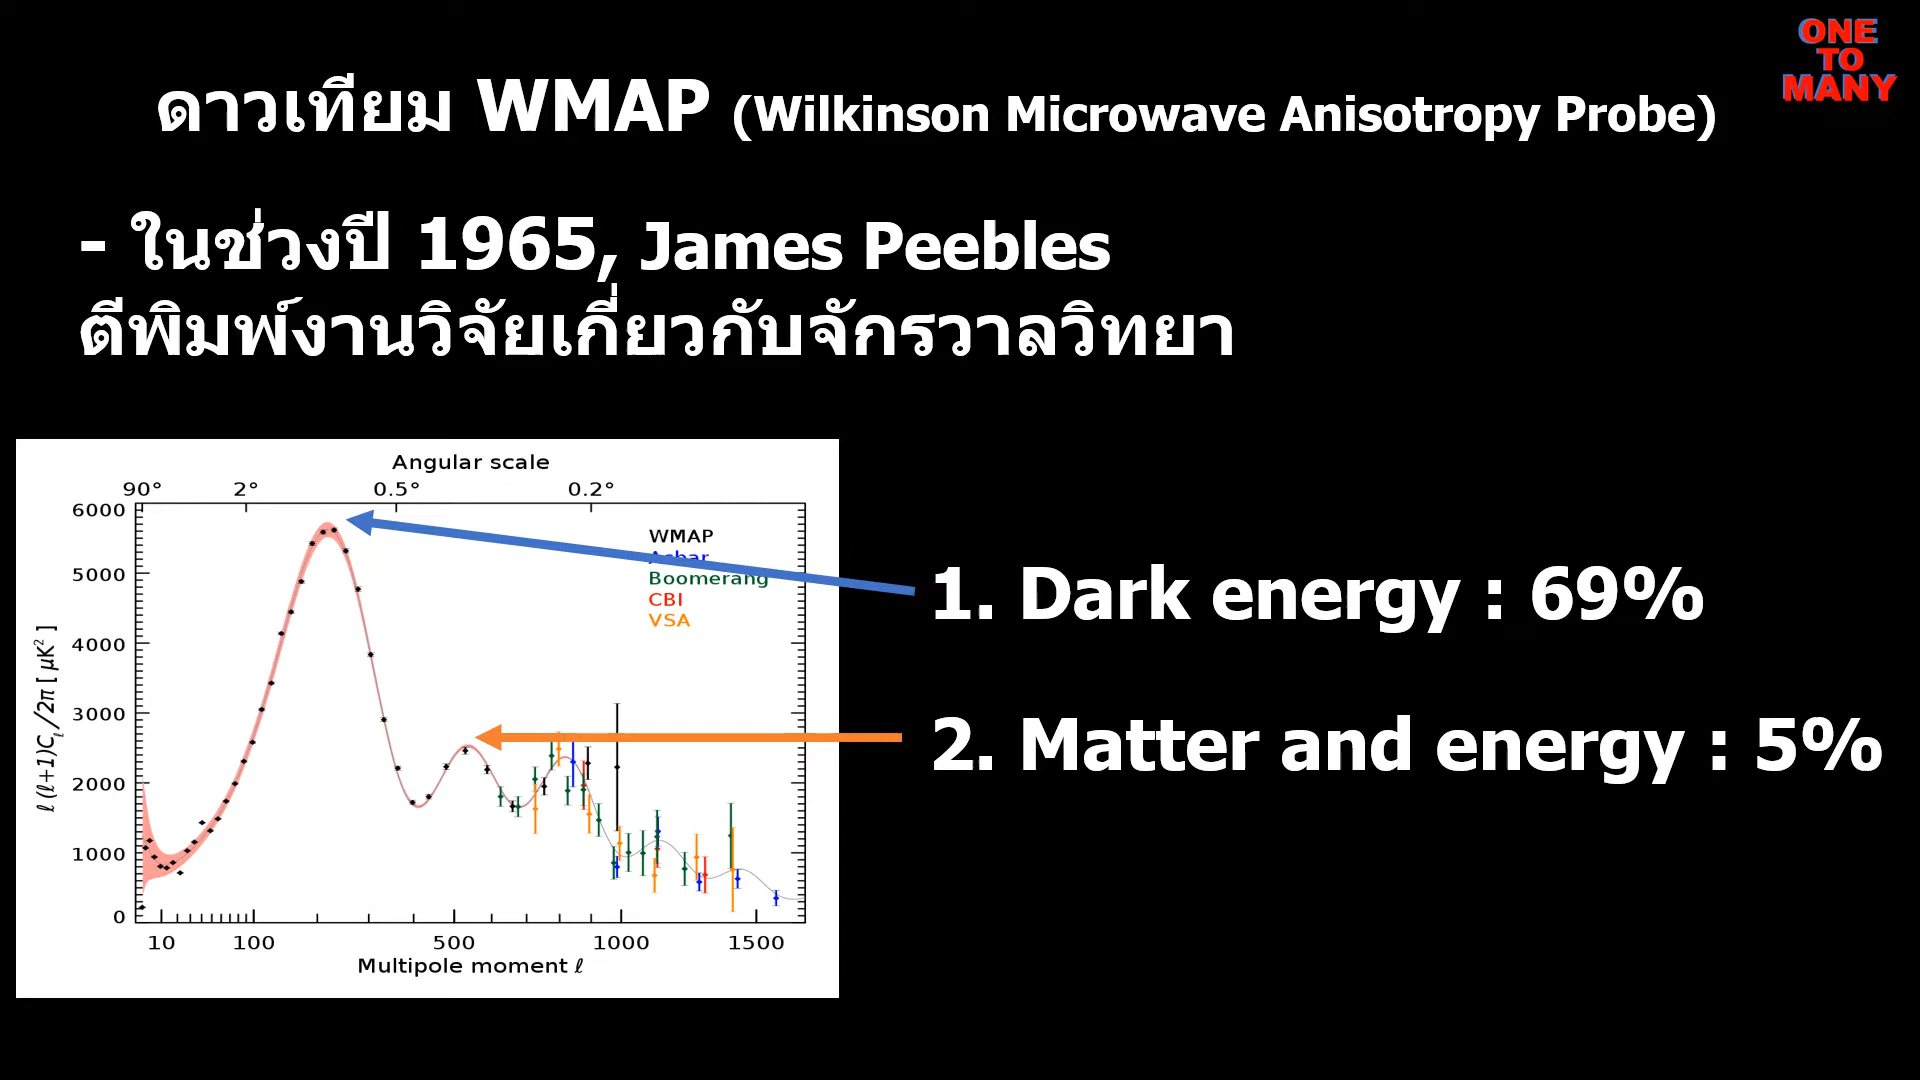 ONE
TO
MANY
ดาวเทียม WMAP (Wilkinson Microwave Anisotropy Probe)
- ในช่วงปี 1965, James Peebles
ตีพิมพ์งานวิจัยเกี่ยวกับจักรวาลวิทยา
Angular scale
90° 2° 0.5° 0.2°
6000
5000
4000
3000
2000
1000
0
ℓ(ℓ+1)Cℓ/2π [μK²]
WMAP
Acbar
Boomerang
CBI
VSA
10 100 500 1000 1500
Multipole moment ℓ
1. Dark energy : 69%
2. Matter and energy : 5%